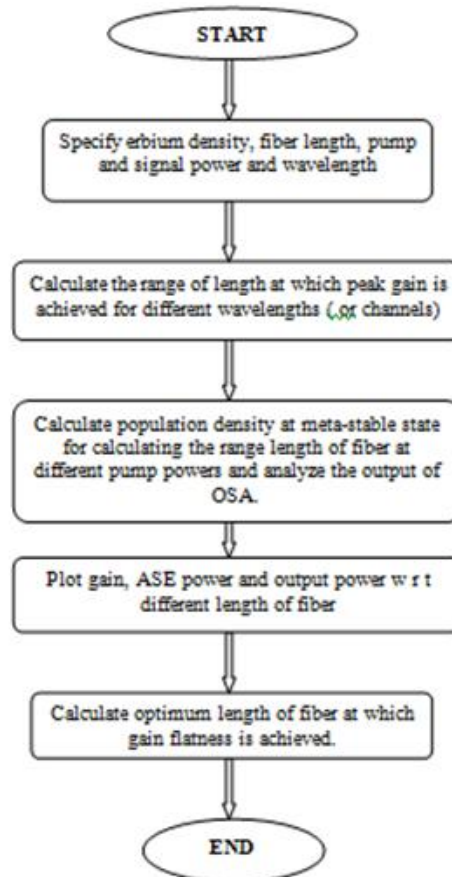 START
Specify erbium density, fiber length, pump
and signal power and wavelength
Calculate the range of length at which peak gain is
achieved for different wavelengths ( or channels)
Calculate population density at meta-stable state
for calculating the range length of fiber at
different pump powers and analyze the output of
OSA.
Plot gain, ASE power and output power w r t
different length of fiber
Calculate optimum length of fiber at which
gain flatness is achieved.
END